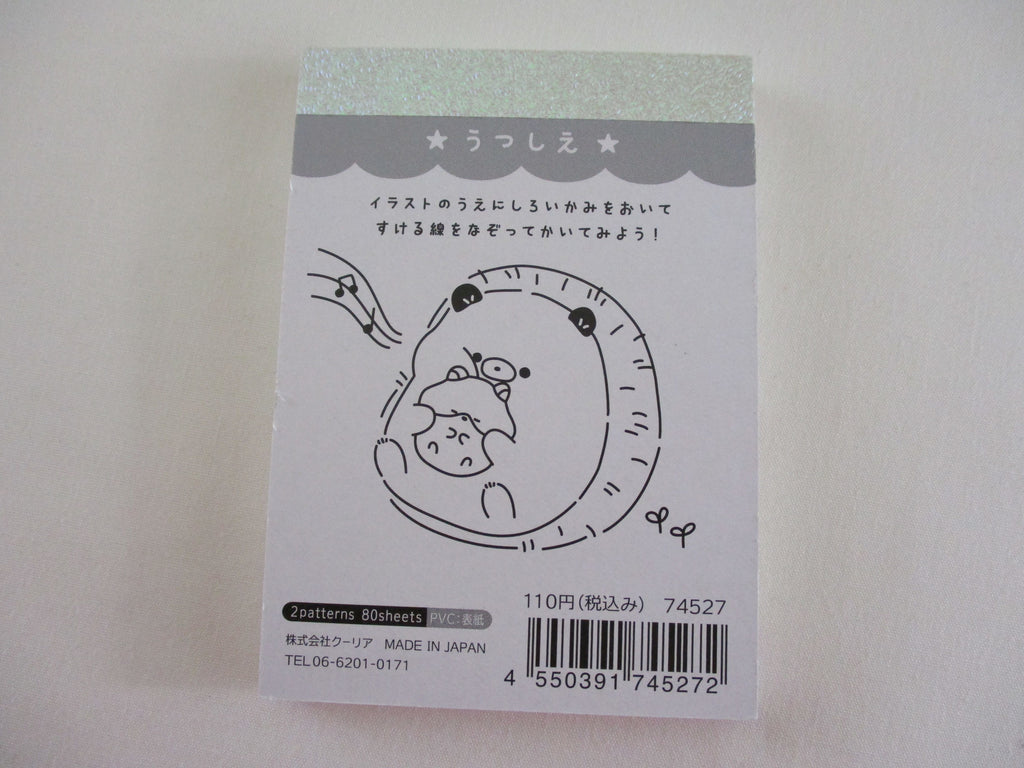 ★ うつしえ ★
イラストのうえにしろいかみをおいて
すける線をなぞってかいてみよう！
2patterns 80sheets PVC:表紙
株式会社クーリア MADE IN JAPAN
TEL 06-6201-0171
110円(税込み) 74527
4 550391 745272